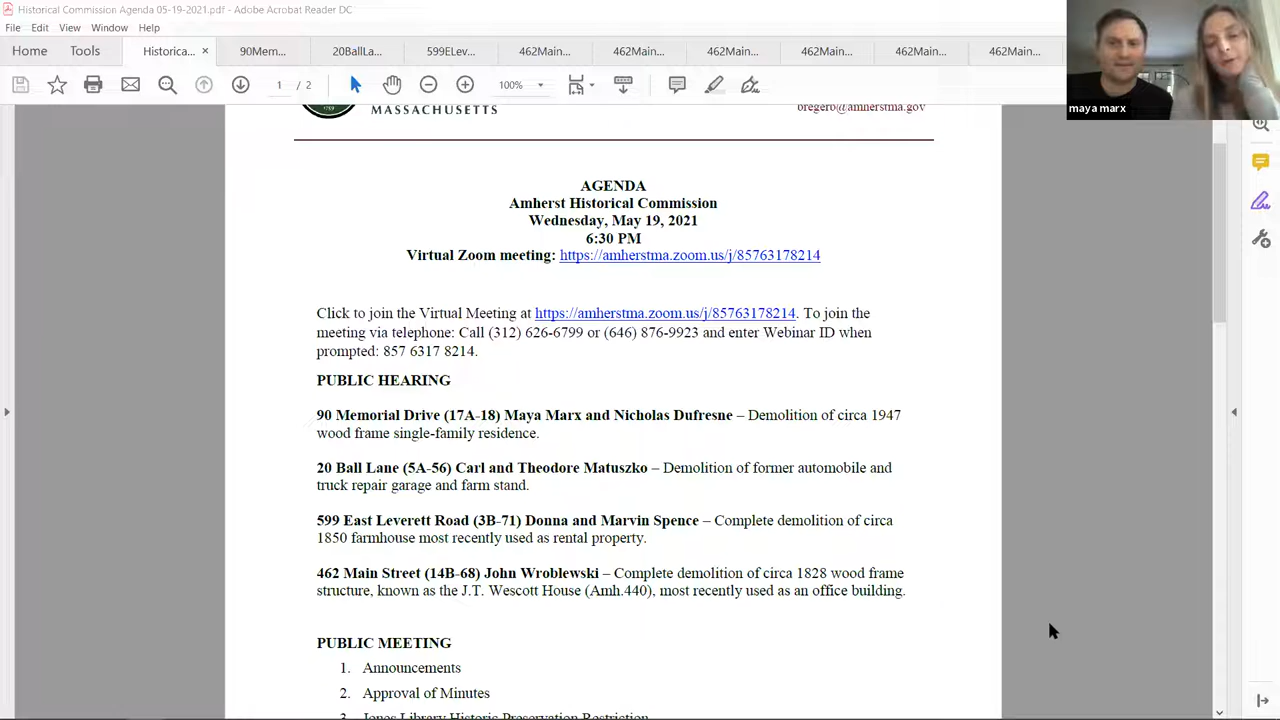 Historical Commission Agenda 05-19-2021.pdf - Adobe Acrobat Reader DC
File Edit View Window Help
Home Tools Historica... × 90Mem... 20BallLa... 599ELev... 462Main... 462Main... 462Main... 462Main... 462Main... 462Main...
1 / 2 100%
maya marx
MASSACHUSETTS
oregero@amherstma.gov
AGENDA
Amherst Historical Commission
Wednesday, May 19, 2021
6:30 PM
Virtual Zoom meeting: https://amherstma.zoom.us/j/85763178214
Click to join the Virtual Meeting at https://amherstma.zoom.us/j/85763178214. To join the
meeting via telephone: Call (312) 626-6799 or (646) 876-9923 and enter Webinar ID when
prompted: 857 6317 8214.
PUBLIC HEARING
90 Memorial Drive (17A-18) Maya Marx and Nicholas Dufresne – Demolition of circa 1947
wood frame single-family residence.
20 Ball Lane (5A-56) Carl and Theodore Matuszko – Demolition of former automobile and
truck repair garage and farm stand.
599 East Leverett Road (3B-71) Donna and Marvin Spence – Complete demolition of circa
1850 farmhouse most recently used as rental property.
462 Main Street (14B-68) John Wroblewski – Complete demolition of circa 1828 wood frame
structure, known as the J.T. Wescott House (Amh.440), most recently used as an office building.
PUBLIC MEETING
1. Announcements
2. Approval of Minutes
3. Jones Library Historic Preservation Restriction